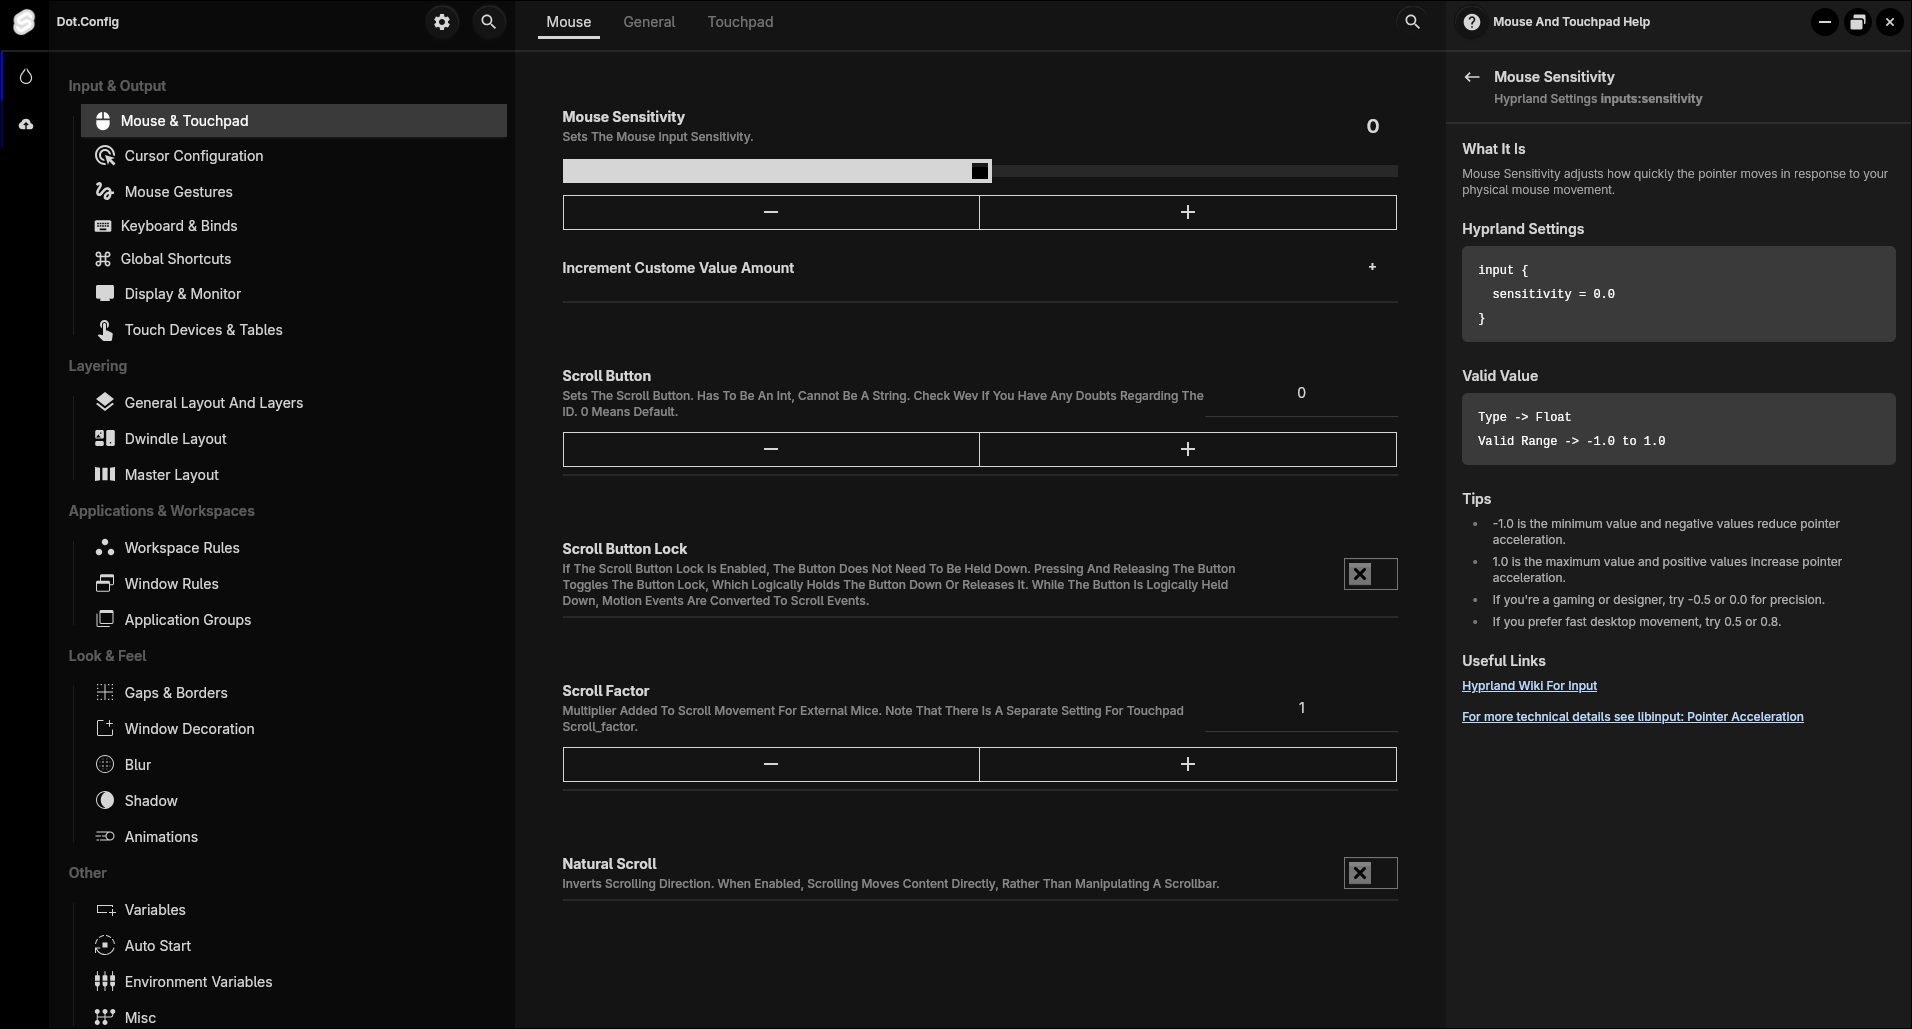 Dot.Config
Input & Output
Mouse & Touchpad
Cursor Configuration
Mouse Gestures
Keyboard & Binds
Global Shortcuts
Display & Monitor
Touch Devices & Tables
Layering
General Layout And Layers
Dwindle Layout
Master Layout
Applications & Workspaces
Workspace Rules
Window Rules
Application Groups
Look & Feel
Gaps & Borders
Window Decoration
Blur
Shadow
Animations
Other
Variables
Auto Start
Environment Variables
Misc
Mouse General Touchpad
Mouse Sensitivity
Sets The Mouse Input Sensitivity.
0
Increment Custome Value Amount
+
Scroll Button
Sets The Scroll Button. Has To Be An Int, Cannot Be A String. Check Wev If You Have Any Doubts Regarding The
ID. 0 Means Default.
0
Scroll Button Lock
If The Scroll Button Lock Is Enabled, The Button Does Not Need To Be Held Down. Pressing And Releasing The Button
Toggles The Button Lock, Which Logically Holds The Button Down Or Releases It. While The Button Is Logically Held
Down, Motion Events Are Converted To Scroll Events.
Scroll Factor
Multiplier Added To Scroll Movement For External Mice. Note That There Is A Separate Setting For Touchpad
Scroll_factor.
1
Natural Scroll
Inverts Scrolling Direction. When Enabled, Scrolling Moves Content Directly, Rather Than Manipulating A Scrollbar.
Mouse And Touchpad Help
Mouse Sensitivity
Hyprland Settings inputs:sensitivity
What It Is
Mouse Sensitivity adjusts how quickly the pointer moves in response to your
physical mouse movement.
Hyprland Settings
input {
sensitivity = 0.0
}
Valid Value
Type -> Float
Valid Range -> -1.0 to 1.0
Tips
• -1.0 is the minimum value and negative values reduce pointer
acceleration.
• 1.0 is the maximum value and positive values increase pointer
acceleration.
• If you're a gaming or designer, try -0.5 or 0.0 for precision.
• If you prefer fast desktop movement, try 0.5 or 0.8.
Useful Links
Hyprland Wiki For Input
For more technical details see libinput: Pointer Acceleration